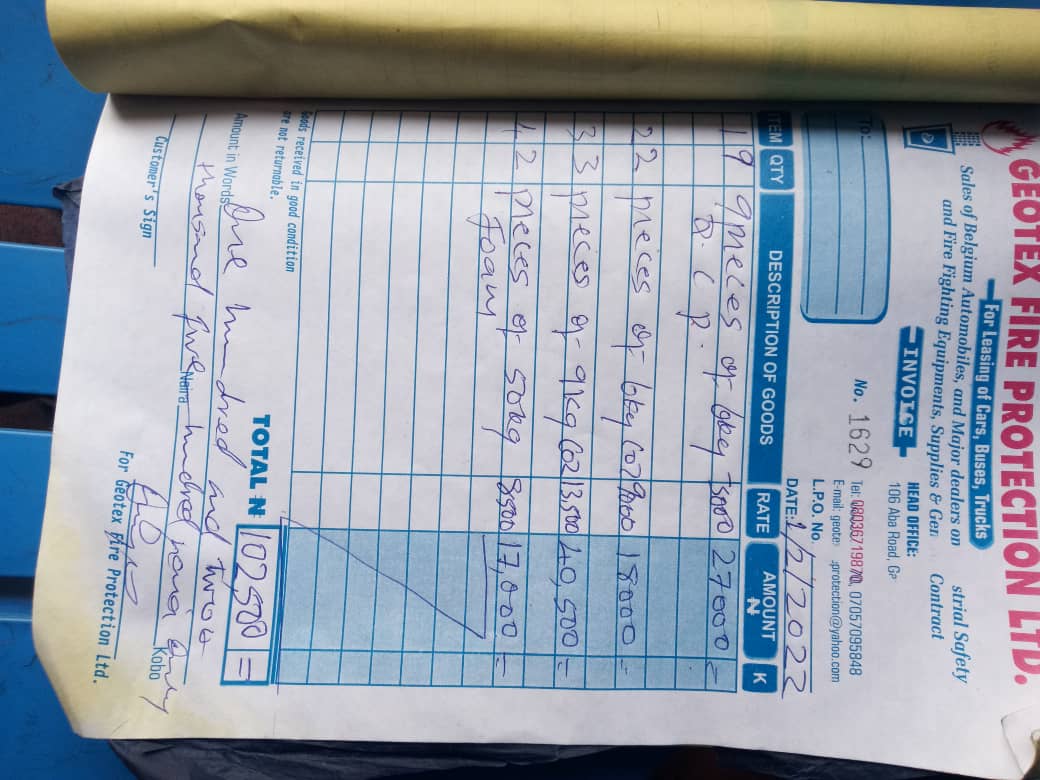 GEOTEX FIRE PROTECTION LTD.
For Leasing of Cars, Buses, Trucks
Sales of Belgium Automobiles, and Major dealers on strial Safety
and Fire Fighting Equipments, Supplies & Gen Contract
INVOICE
HEAD OFFICE:
106 Aba Road,
To:
No. 1629
Tel: 08036719870, 07057095848
E-mail: geote protection@yahoo.com
L.P.O. No.
DATE: 1/2/2022
ITEM QTY DESCRIPTION OF GOODS RATE AMOUNT ₦ K
1 9 9pieces of 6kg 3000 27000 =
D.C.P.
2 2 pieces of 6kg Co2 9000 18000 =
3 3 pieces of 9kg Co2 13,500 40,500 =
4 2 pieces of 50kg 8500 17,000 =
Foam
Goods received in good condition
are not returnable.
TOTAL ₦ 102,500 =
Amount in Words One hundred and two
thousand five Naira hundred naira only Kobo
Customer's Sign
For Geotex Fire Protection Ltd.